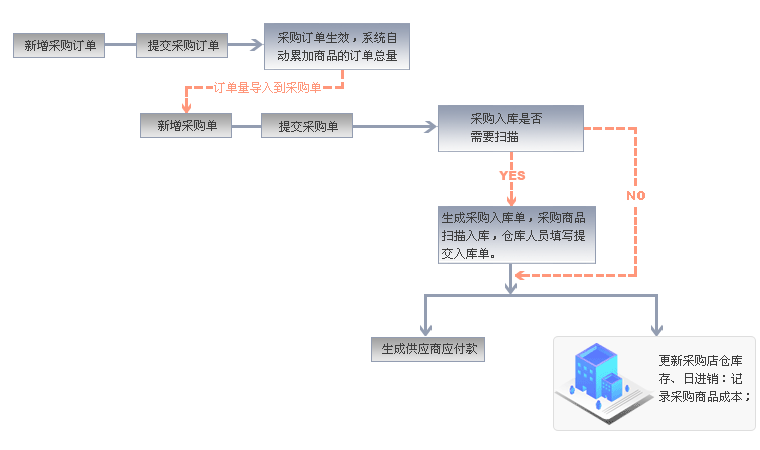 新增采购订单
提交采购订单
采购订单生效，系统自
动累加商品的订单总量
订单量导入到采购单
新增采购单
提交采购单
采购入库是否
需要扫描
YES
NO
生成采购入库单，采购商品
扫描入库，仓库人员填写提
交入库单。
生成供应商应付款
更新采购店仓库
存、日进销：记
录采购商品成本；